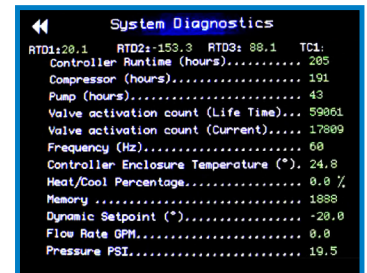 System Diagnostics
RTD1:20.1 RTD2:-153.3 RTD3: 88.1 TC1:
Controller Runtime (hours)........... 205
Compressor (hours)................... 191
Pump (hours)......................... 43
Valve activation count (Life Time)... 59061
Valve activation count (Current)..... 17809
Frequency (Hz)....................... 60
Controller Enclosure Temperature (°). 24.8
Heat/Cool Percentage................. 0.0 %
Memory .............................. 1888
Dynamic Setpoint (°)................. -20.0
Flow Rate GPM........................ 0.0
Pressure PSI......................... 19.5